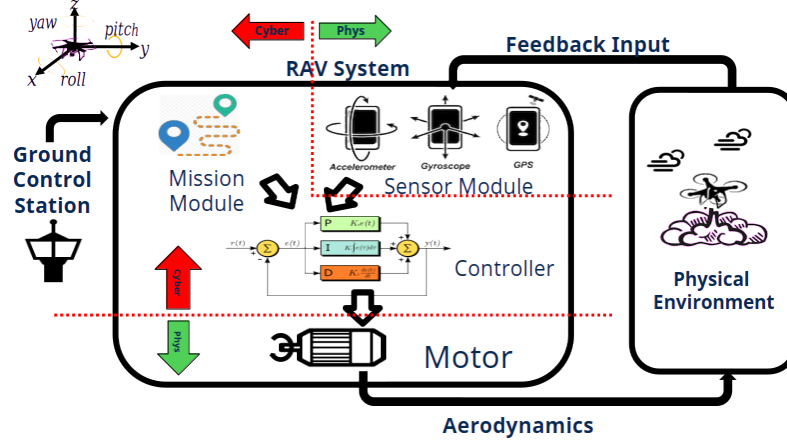 z
yaw
pitch
y
x
roll
Cyber
Phys
Feedback Input
RAV System
Ground
Control
Station
Mission
Module
Accelerometer
Gyroscope
GPS
Sensor Module
P
r(t)
Σ
e(t)
I
Σ
y(t)
D
Controller
Cyber
Phys
Motor
Physical
Environment
Aerodynamics